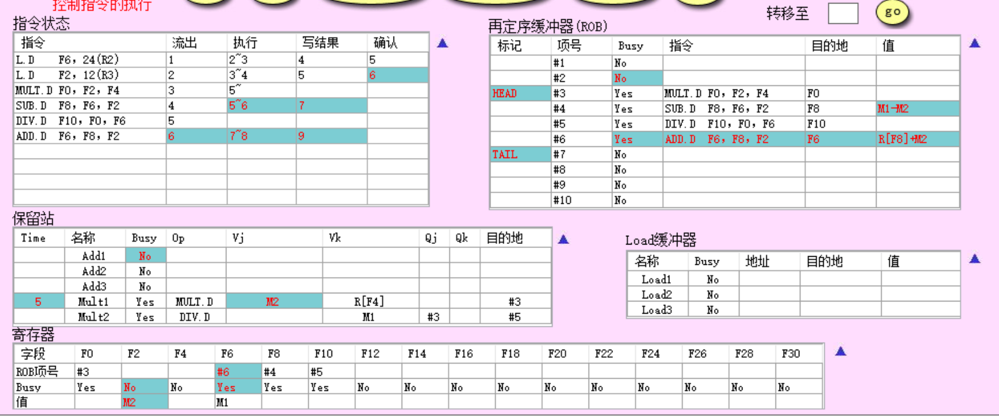 控制指令的执行
转移至 go
指令状态
指令 流出 执行 写结果 确认
L.D F6, 24(R2) 1 2~3 4 5
L.D F2, 12(R3) 2 3~4 5 6
MULT.D F0, F2, F4 3 5~
SUB.D F8, F6, F2 4 5~6 7
DIV.D F10, F0, F6 5
ADD.D F6, F8, F2 6 7~8 9
再定序缓冲器(ROB)
标记 项号 Busy 指令 目的地 值
#1 No
#2 No
HEAD #3 Yes MULT.D F0, F2, F4 F0
#4 Yes SUB.D F8, F6, F2 F8 M1-M2
#5 Yes DIV.D F10, F0, F6 F10
#6 Yes ADD.D F6, F8, F2 F6 R[F8]+M2
TAIL #7 No
#8 No
#9 No
#10 No
保留站
Time 名称 Busy Op Vj Vk Qj Qk 目的地
Add1 No
Add2 No
Add3 No
5 Mult1 Yes MULT.D M2 R[F4] #3
Mult2 Yes DIV.D M1 #3 #5
Load缓冲器
名称 Busy 地址 目的地 值
Load1 No
Load2 No
Load3 No
寄存器
字段 F0 F2 F4 F6 F8 F10 F12 F14 F16 F18 F20 F22 F24 F26 F28 F30
ROB项号 #3 #6 #4 #5
Busy Yes No No Yes Yes Yes No No No No No No No No No No
值 M2 M1